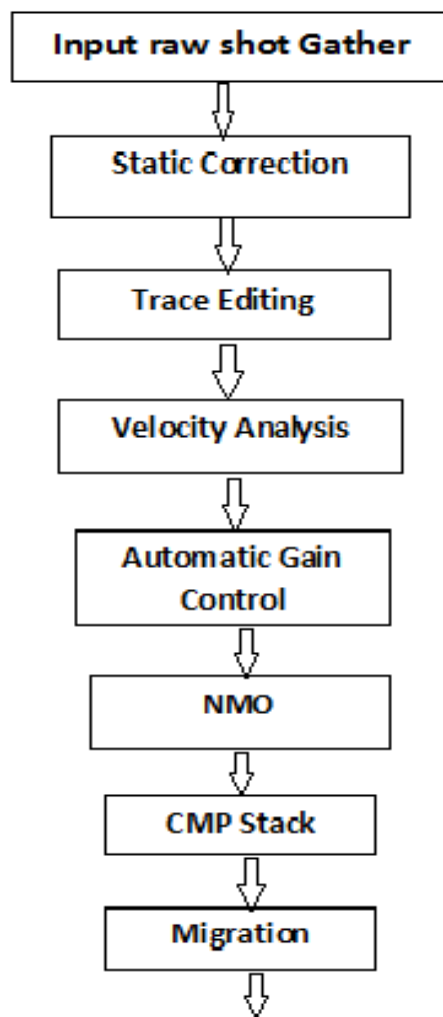 Input raw shot Gather
Static Correction
Trace Editing
Velocity Analysis
Automatic Gain
Control
NMO
CMP Stack
Migration